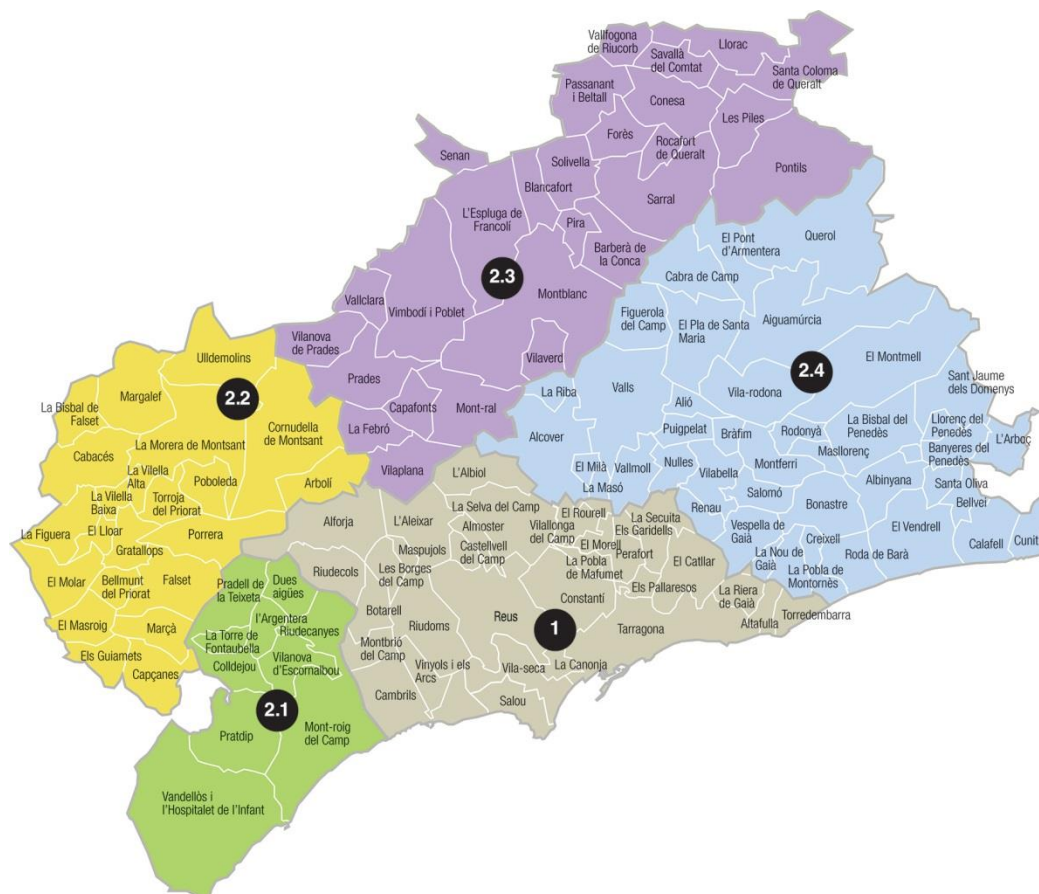 Vallfogona
de Riucorb
Savallà
del Comtat
Llorac
Santa Coloma
de Queralt
Passanant
i Beltall
Conesa
Les Piles
Forès
Rocafort
de Queralt
Pontils
Senan
Solivella
Blancafort
Sarral
L'Espluga de
Francolí
Pira
Barberà de
la Conca
2.3
Montblanc
Vallclara
Vimbodí i Poblet
Vilanova
de Prades
Vilaverd
Prades
Capafonts
Mont-ral
La Febró
Vilaplana
El Pont
d'Armentera
Querol
Cabra de Camp
Figuerola
del Camp
El Pla de Santa
Maria
Aiguamúrcia
El Montmell
2.4
Sant Jaume
dels Domenys
La Riba
Valls
Alió
Vila-rodona
Alcover
Puigpelat
Bràfim
Rodonyà
La Bisbal del
Penedès
Llorenç del
Penedès
L'Arboç
Masllorenç
Banyeres del
Penedès
El Milà
Vallmoll
Nulles
Vilabella
Montferri
Albinyana
Santa Oliva
La Masó
Salomó
Bonastre
Bellvei
Renau
Vespella de
Gaià
Creixell
El Vendrell
Calafell
Cunit
La Nou de
Gaià
La Pobla de
Montornès
Roda de Barà
Ulldemolins
Margalef
2.2
La Bisbal de
Falset
Cornudella
de Montsant
Cabacés
La Morera de Montsant
La Vilella
Alta
Poboleda
Arbolí
La Vilella
Baixa
Torroja
del Priorat
La Figuera
El Lloar
Porrera
Gratallops
El Molar
Bellmunt
del Priorat
Falset
El Masroig
Marçà
Els Guiamets
Capçanes
L'Albiol
Alforja
L'Aleixar
La Selva del Camp
El Rourell
La Secuita
Almoster
Vilallonga
del Camp
Els Garidells
Maspujols
Castellvell
del Camp
El Morell
Perafort
El Catllar
Riudecols
Les Borges
del Camp
La Pobla
de Mafumet
Els Pallaresos
La Riera
de Gaià
Botarell
Constantí
Altafulla
Torredembarra
Reus
1
Riudoms
Tarragona
Montbrió
del Camp
Vinyols i els
Arcs
Vila-seca
La Canonja
Cambrils
Salou
Pradell de
la Teixeta
Dues
aigües
l'Argentera
Riudecanyes
La Torre de
Fontaubella
Colldejou
Vilanova
d'Escornalbou
2.1
Pratdip
Mont-roig
del Camp
Vandellòs i
l'Hospitalet de l'Infant